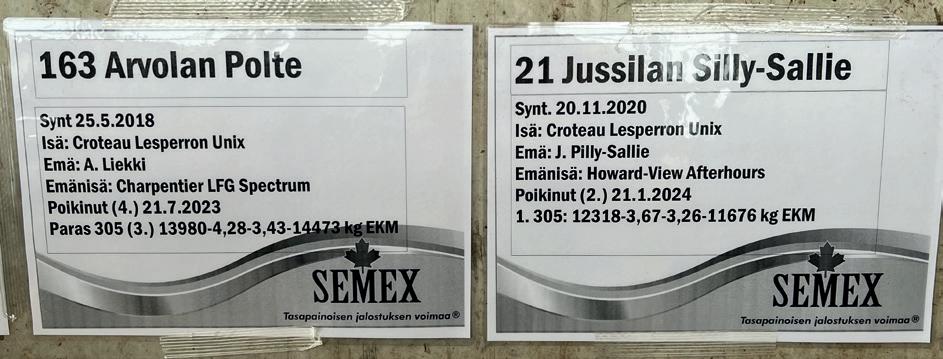 163 Arvolan Polte
Synt 25.5.2018
Isä: Croteau Lesperron Unix
Emä: A. Liekki
Emänisä: Charpentier LFG Spectrum
Poikinut (4.) 21.7.2023
Paras 305 (3.) 13980-4,28-3,43-14473 kg EKM
SEMEX
Tasapainoisen jalostuksen voimaa®
21 Jussilan Silly-Sallie
Synt. 20.11.2020
Isä: Croteau Lesperron Unix
Emä: J. Pilly-Sallie
Emänisä: Howard-View Afterhours
Poikinut (2.) 21.1.2024
1. 305: 12318-3,67-3,26-11676 kg EKM
SEMEX
Tasapainoisen jalostuksen voimaa®